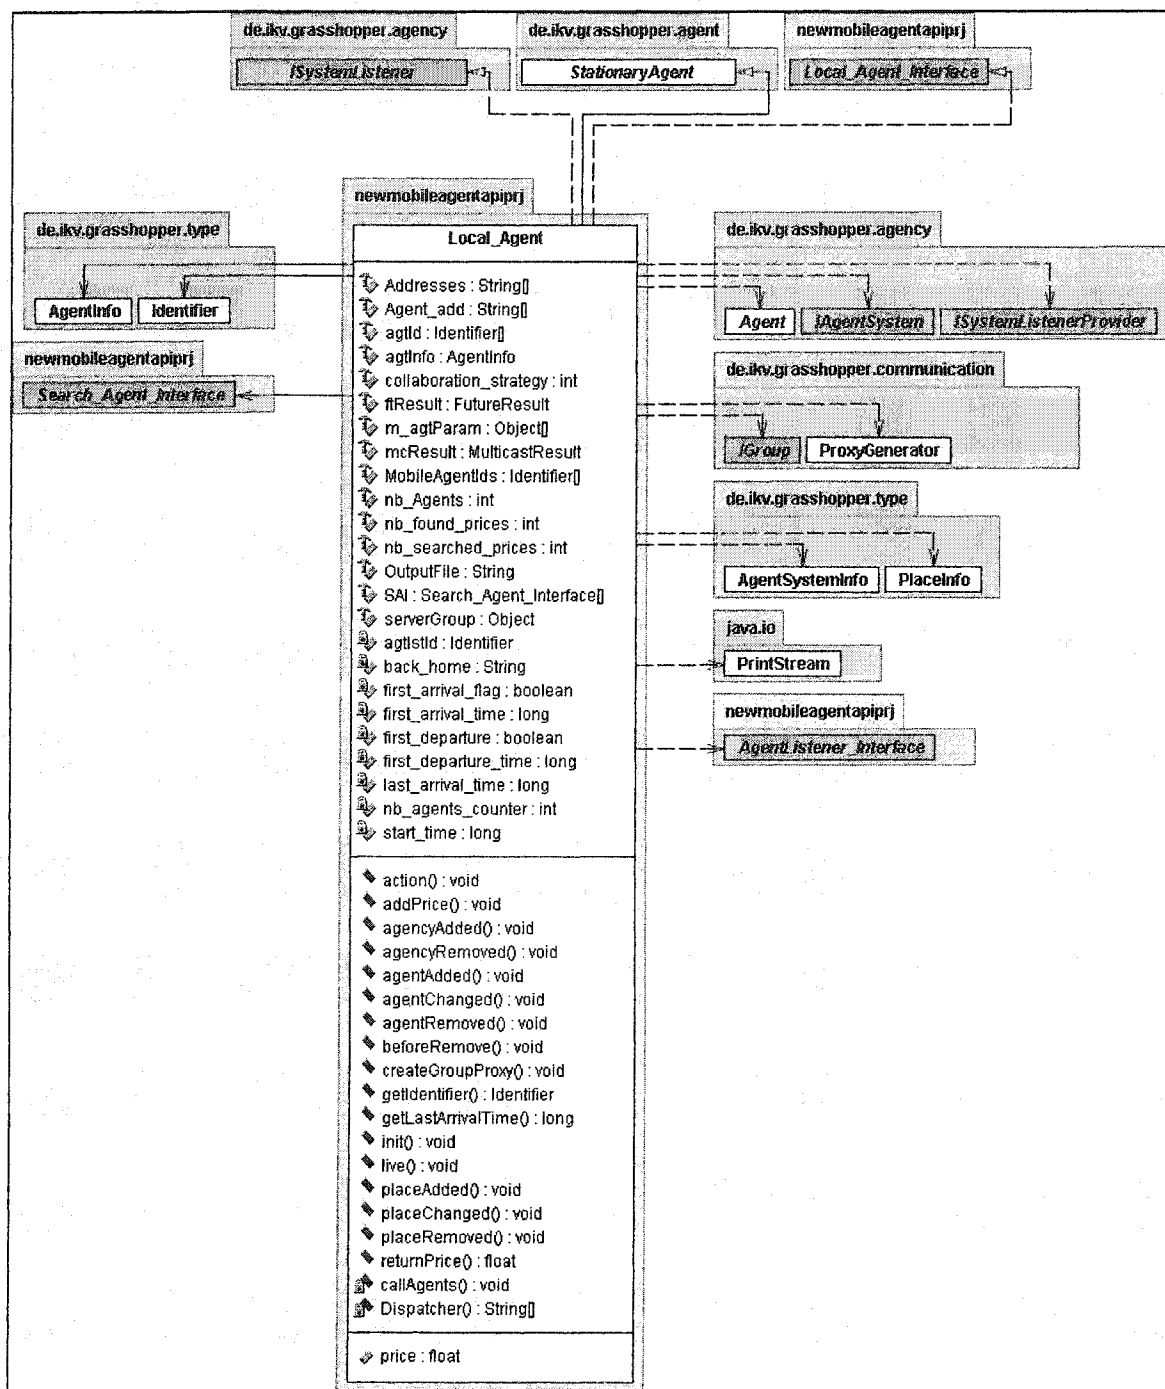 de.ikv.grasshopper.agency
ISystemListener
de.ikv.grasshopper.agent
StationaryAgent
newmobileagentapiprj
Local_Agent_Interface
de.ikv.grasshopper.type
AgentInfo
Identifier
newmobileagentapiprj
Search_Agent_Interface
newmobileagentapiprj
Local_Agent
Addresses : String[]
Agent_add : String[]
agtId : Identifier[]
agtInfo : AgentInfo
collaboration_strategy : int
ftResult : FutureResult
m_agtParam : Object[]
mcResult : MulticastResult
MobileAgentIds : Identifier[]
nb_Agents : int
nb_found_prices : int
nb_searched_prices : int
OutputFile : String
SAI : Search_Agent_Interface[]
serverGroup : Object
agtlstId : Identifier
back_home : String
first_arrival_flag : boolean
first_arrival_time : long
first_departure : boolean
first_departure_time : long
last_arrival_time : long
nb_agents_counter : int
start_time : long
action() : void
addPrice() : void
agencyAdded() : void
agencyRemoved() : void
agentAdded() : void
agentChanged() : void
agentRemoved() : void
beforeRemove() : void
createGroupProxy() : void
getIdentifier() : Identifier
getLastArrivalTime() : long
init() : void
live() : void
placeAdded() : void
placeChanged() : void
placeRemoved() : void
returnPrice() : float
callAgents() : void
Dispatcher() : String[]
price : float
de.ikv.grasshopper.agency
Agent
IAgentSystem
ISystemListenerProvider
de.ikv.grasshopper.communication
IGroup
ProxyGenerator
de.ikv.grasshopper.type
AgentSystemInfo
PlaceInfo
java.io
PrintStream
newmobileagentapiprj
AgentListener_Interface